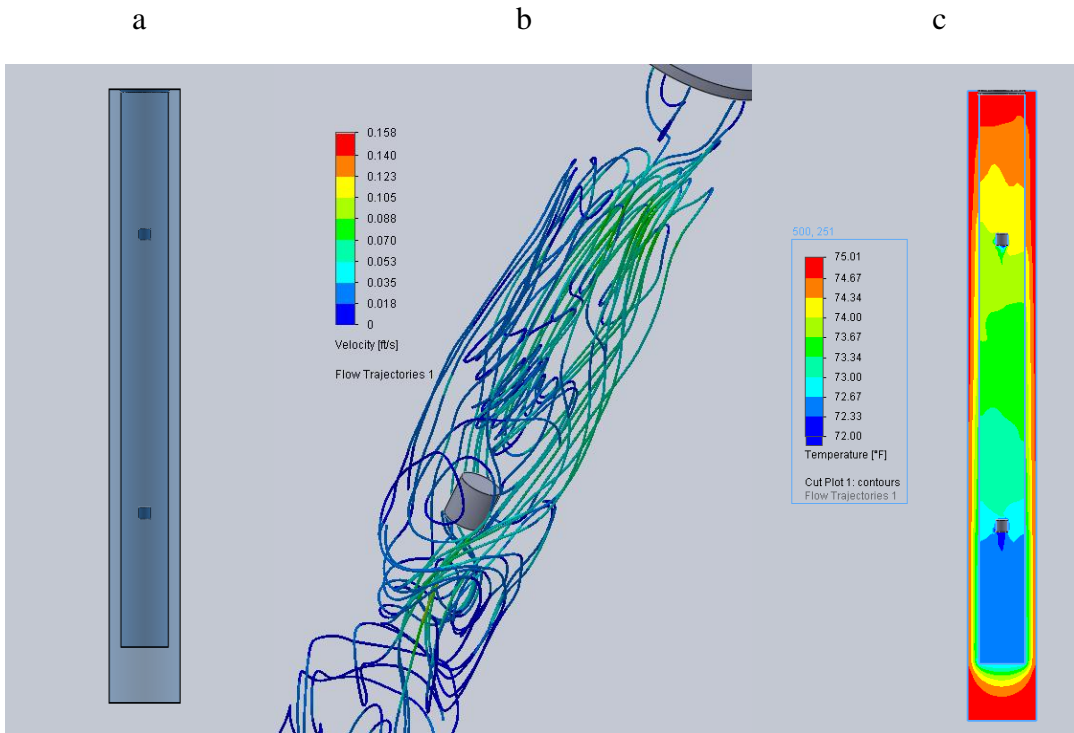 a
b
c
0.158
0.140
0.123
0.105
0.088
0.070
0.053
0.035
0.018
0
Velocity [ft/s]
Flow Trajectories 1
500, 251
75.01
74.67
74.34
74.00
73.67
73.34
73.00
72.67
72.33
72.00
Temperature [°F]
Cut Plot 1: contours
Flow Trajectories 1